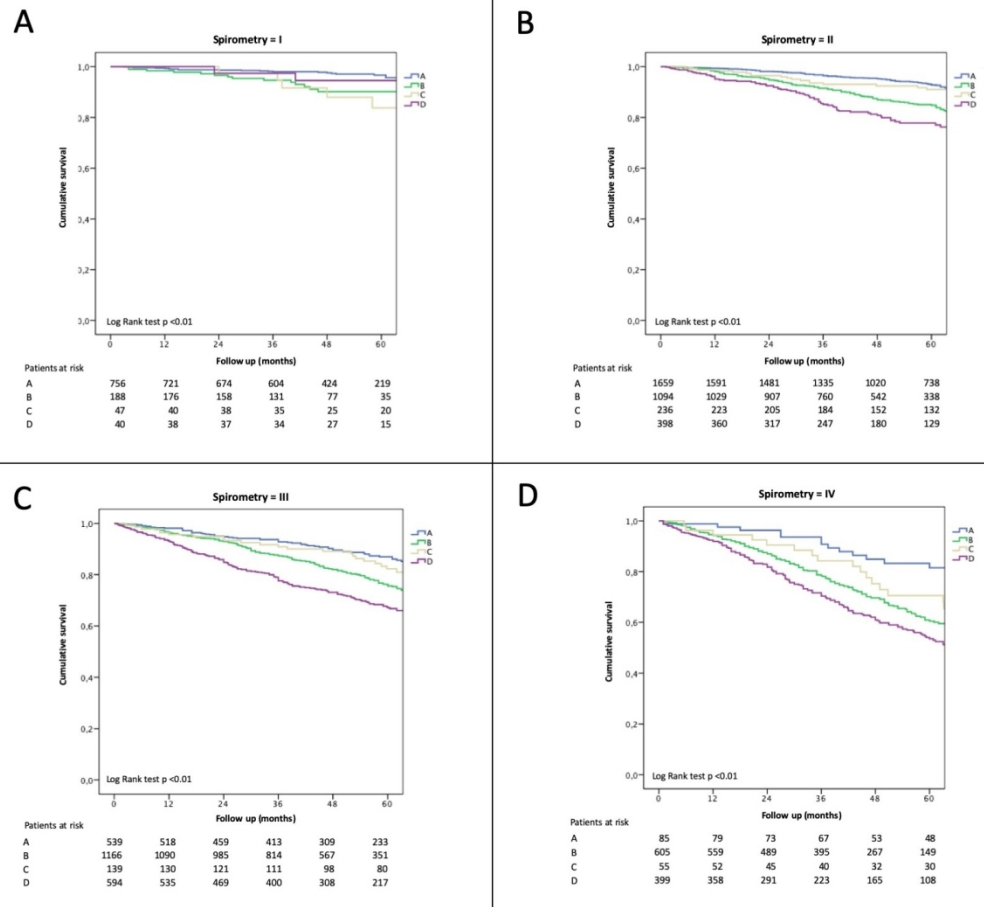 A
Spirometry = I
Cumulative survival
1,0
0,8
0,6
0,4
0,2
0,0
A
B
C
D
Log Rank test p <0.01
0 12 24 36 48 60
Follow up (months)
Patients at risk
A 756 721 674 604 424 219
B 188 176 158 131 77 35
C 47 40 38 35 25 20
D 40 38 37 34 27 15
B
Spirometry = II
Cumulative survival
1,0
0,8
0,6
0,4
0,2
0,0
A
B
C
D
Log Rank test p <0.01
0 12 24 36 48 60
Follow up (months)
Patients at risk
A 1659 1591 1481 1335 1020 738
B 1094 1029 907 760 542 338
C 236 223 205 184 152 132
D 398 360 317 247 180 129
C
Spirometry = III
Cumulative survival
1,0
0,8
0,6
0,4
0,2
0,0
A
B
C
D
Log Rank test p <0.01
0 12 24 36 48 60
Follow up (months)
Patients at risk
A 539 518 459 413 309 233
B 1166 1090 985 814 567 351
C 139 130 121 111 98 80
D 594 535 469 400 308 217
D
Spirometry = IV
Cumulative survival
1,0
0,8
0,6
0,4
0,2
0,0
A
B
C
D
Log Rank test p <0.01
0 12 24 36 48 60
Follow up (months)
Patients at risk
A 85 79 73 67 53 48
B 605 559 489 395 267 149
C 55 52 45 40 32 30
D 399 358 291 223 165 108